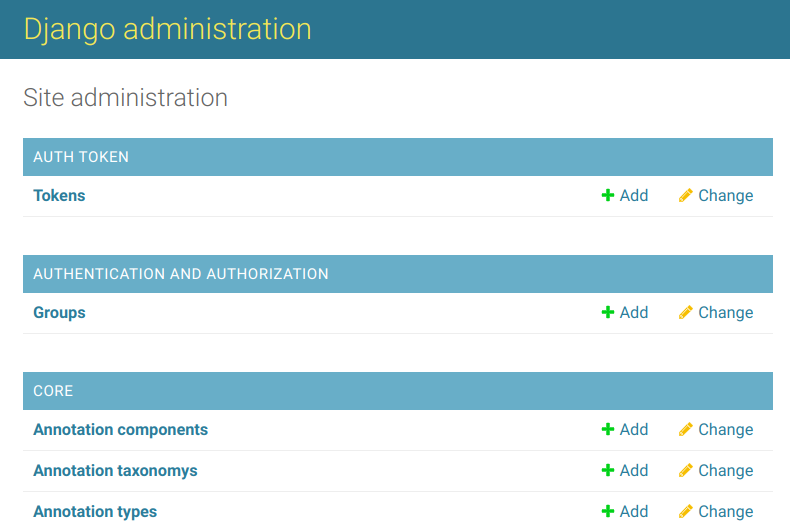 Django administration
Site administration
AUTH TOKEN
Tokens Add Change
AUTHENTICATION AND AUTHORIZATION
Groups Add Change
CORE
Annotation components Add Change
Annotation taxonomys Add Change
Annotation types Add Change